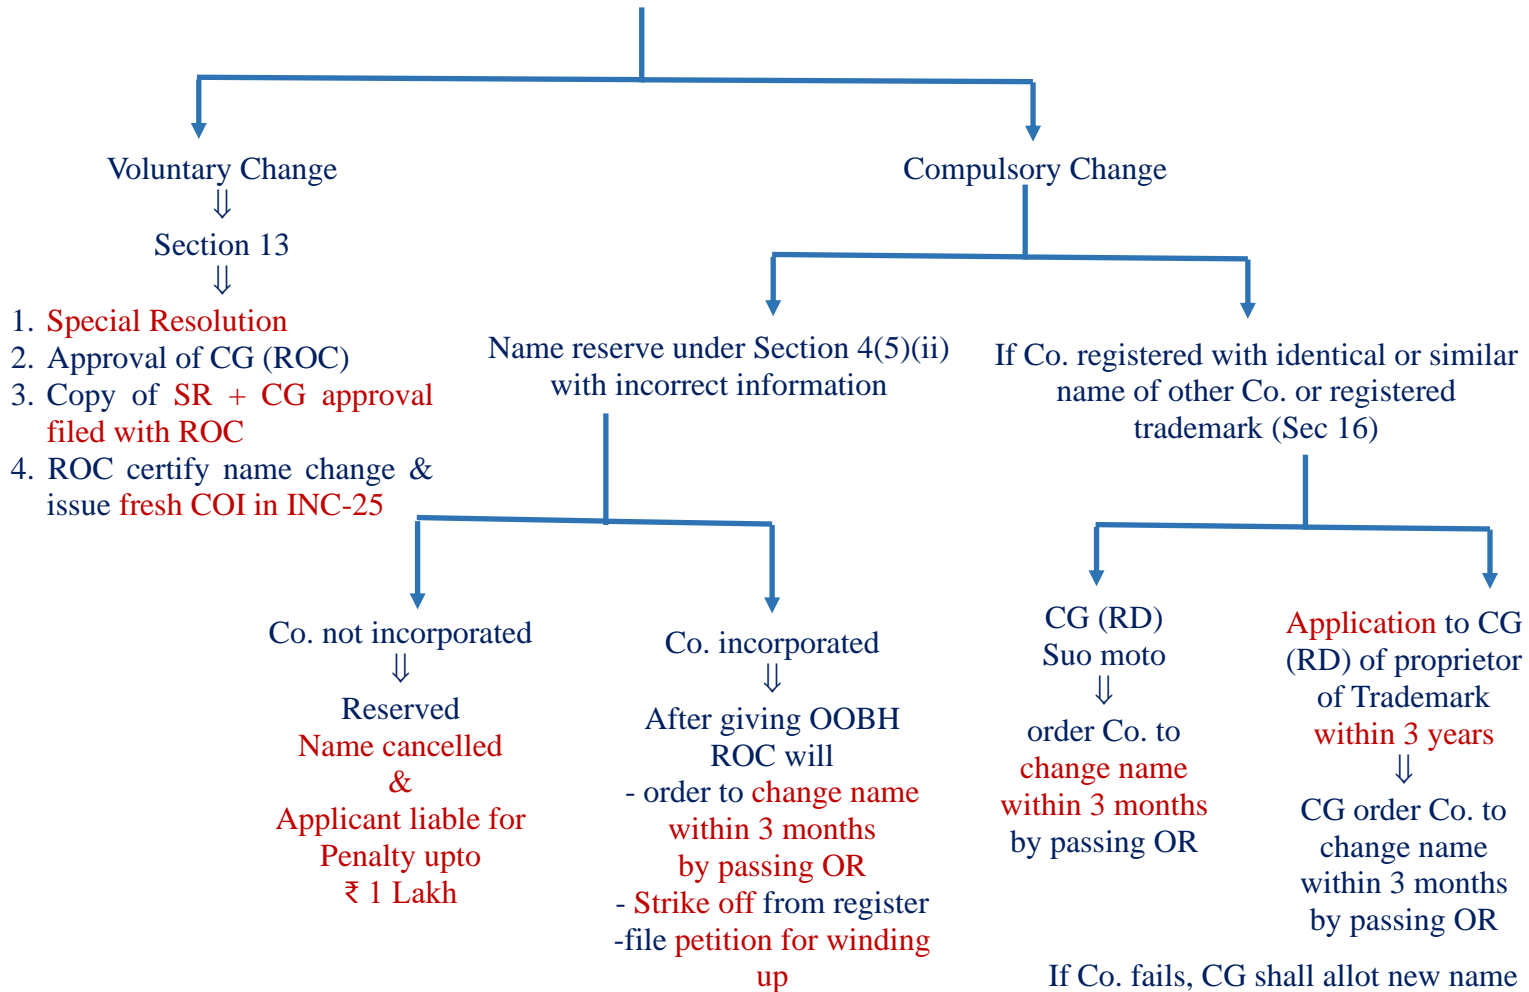 Voluntary Change
⇓
Section 13
⇓
1. Special Resolution
2. Approval of CG (ROC)
3. Copy of SR + CG approval
filed with ROC
4. ROC certify name change &
issue fresh COI in INC-25
Compulsory Change
Name reserve under Section 4(5)(ii)
with incorrect information
Co. not incorporated
⇓
Reserved
Name cancelled
&
Applicant liable for
Penalty upto
₹ 1 Lakh
Co. incorporated
⇓
After giving OOBH
ROC will
- order to change name
within 3 months
by passing OR
- Strike off from register
-file petition for winding
up
If Co. registered with identical or similar
name of other Co. or registered
trademark (Sec 16)
CG (RD)
Suo moto
⇓
order Co. to
change name
within 3 months
by passing OR
Application to CG
(RD) of proprietor
of Trademark
within 3 years
⇓
CG order Co. to
change name
within 3 months
by passing OR
If Co. fails, CG shall allot new name